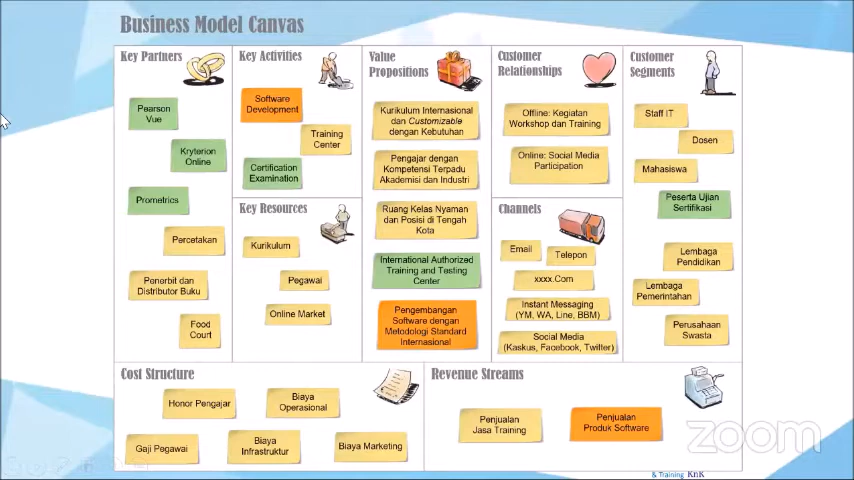 Business Model Canvas
Key Partners
Pearson
Vue
Kryterion
Online
Prometrics
Percetakan
Penerbit dan
Distributor Buku
Food
Court
Key Activities
Software
Development
Training
Center
Certification
Examination
Key Resources
Kurikulum
Pegawai
Online Market
Value
Propositions
Kurikulum Internasional
dan Customizable
dengan Kebutuhan
Pengajar dengan
Kompetensi Terpadu
Akademisi dan Industri
Ruang Kelas Nyaman
dan Posisi di Tengah
Kota
International Authorized
Training and Testing
Center
Pengembangan
Software dengan
Metodologi Standard
Internasional
Customer
Relationships
Offline: Kegiatan
Workshop dan Training
Online: Social Media
Participation
Channels
Email
Telepon
xxxx.Com
Instant Messaging
(YM, WA, Line, BBM)
Social Media
(Kaskus, Facebook, Twitter)
Customer
Segments
Staff IT
Dosen
Mahasiswa
Peserta Ujian
Sertifikasi
Lembaga
Pendidikan
Lembaga
Pemerintahan
Perusahaan
Swasta
Cost Structure
Honor Pengajar
Biaya
Operasional
Gaji Pegawai
Biaya
Infrastruktur
Biaya Marketing
Revenue Streams
Penjualan
Jasa Training
Penjualan
Produk Software
zoom
& Training KnK